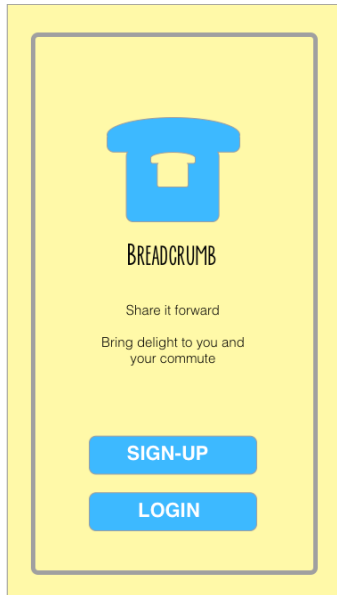 BREADCRUMB
Share it forward
Bring delight to you and
your commute
SIGN-UP
LOGIN